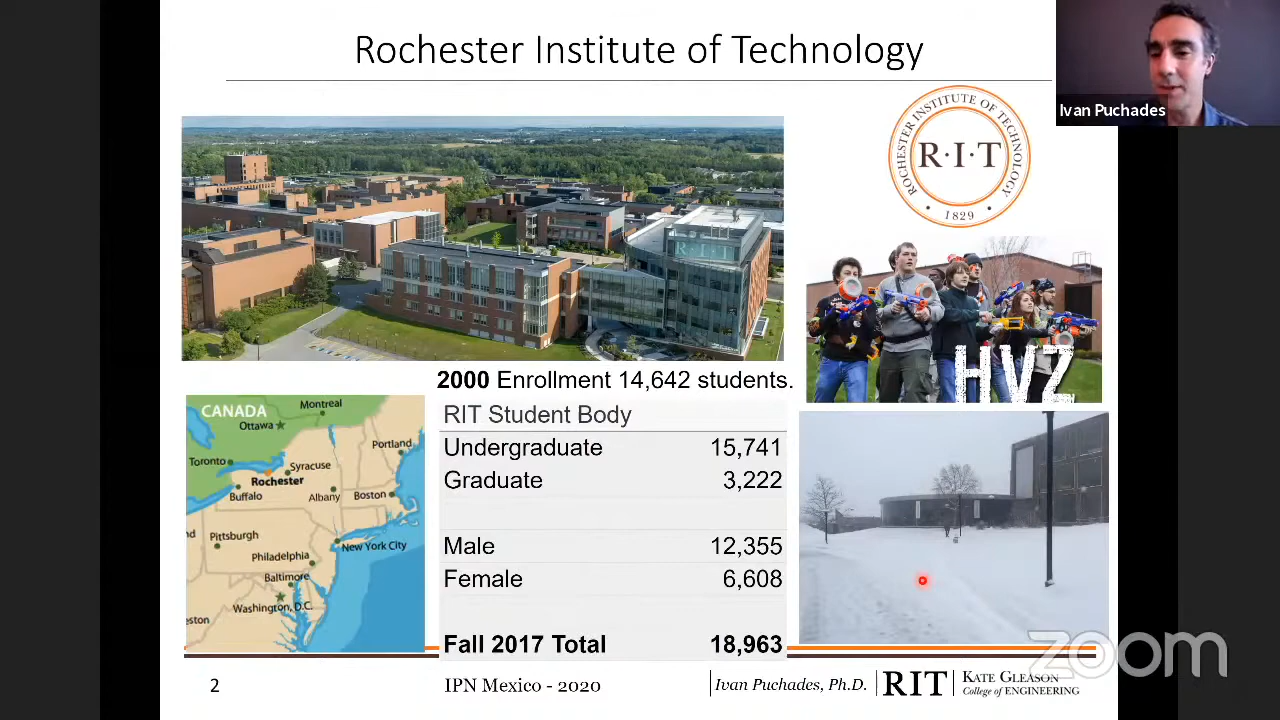 Rochester Institute of Technology
Ivan Puchades
ROCHESTER INSTITUTE OF TECHNOLOGY
R·I·T
• 1829 •
RIT
HVZ
2000 Enrollment 14,642 students.
CANADA
Montreal
Ottawa
Portland
Toronto
Syracuse
Rochester
Buffalo
Albany
Boston
nd
Pittsburgh
New York City
Philadelphia
Baltimore
Washington, D.C.
eston
RIT Student Body
Undergraduate 15,741
Graduate 3,222
Male 12,355
Female 6,608
Fall 2017 Total 18,963
zoom
2
IPN Mexico - 2020
Ivan Puchades, Ph.D.
RIT
KATE GLEASON
College of ENGINEERING